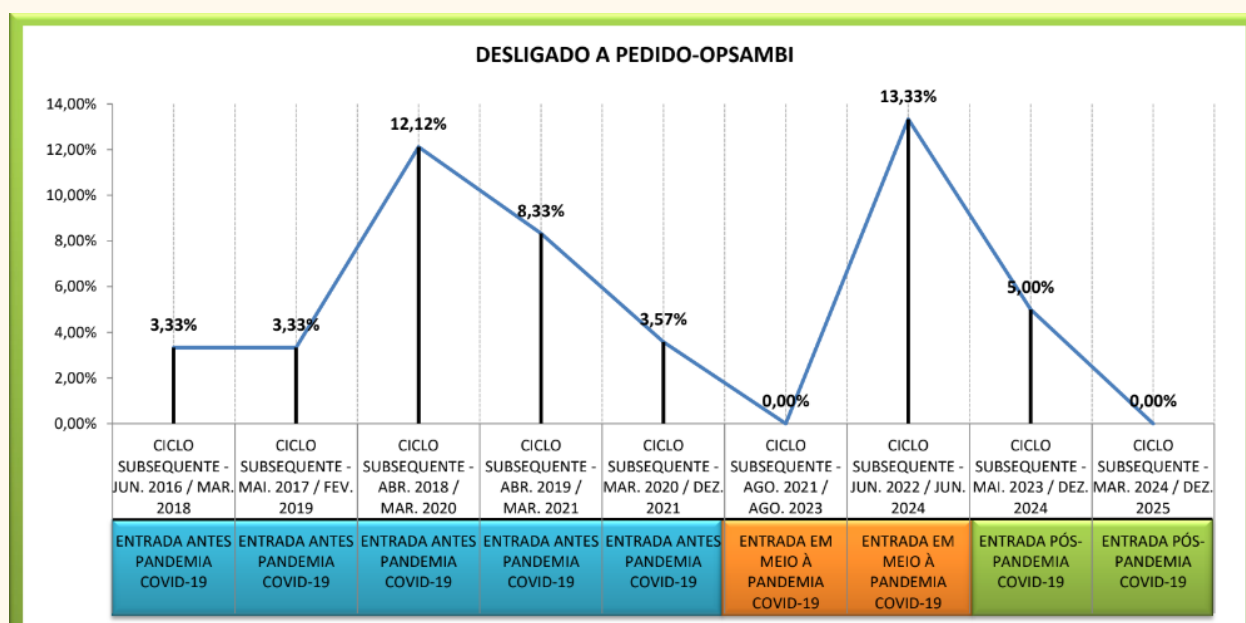 DESLIGADO A PEDIDO-OPSAMBI
14,00%
12,00%
10,00%
8,00%
6,00%
4,00%
2,00%
0,00%
3,33%
3,33%
12,12%
8,33%
3,57%
0,00%
13,33%
5,00%
0,00%
CICLO
SUBSEQUENTE -
JUN. 2016 / MAR.
2018
CICLO
SUBSEQUENTE -
MAI. 2017 / FEV.
2019
CICLO
SUBSEQUENTE -
ABR. 2018 /
MAR. 2020
CICLO
SUBSEQUENTE -
ABR. 2019 /
MAR. 2021
CICLO
SUBSEQUENTE -
MAR. 2020 / DEZ.
2021
CICLO
SUBSEQUENTE -
AGO. 2021 /
AGO. 2023
CICLO
SUBSEQUENTE -
JUN. 2022 / JUN.
2024
CICLO
SUBSEQUENTE -
MAI. 2023 / DEZ.
2024
CICLO
SUBSEQUENTE -
MAR. 2024 / DEZ.
2025
ENTRADA ANTES
PANDEMIA
COVID-19
ENTRADA ANTES
PANDEMIA
COVID-19
ENTRADA ANTES
PANDEMIA
COVID-19
ENTRADA ANTES
PANDEMIA
COVID-19
ENTRADA ANTES
PANDEMIA
COVID-19
ENTRADA EM
MEIO À
PANDEMIA
COVID-19
ENTRADA EM
MEIO À
PANDEMIA
COVID-19
ENTRADA PÓS-
PANDEMIA
COVID-19
ENTRADA PÓS-
PANDEMIA
COVID-19